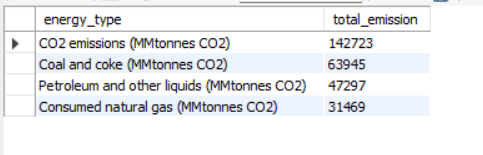 energy_type total_emission
CO2 emissions (MMtonnes CO2) 142723
Coal and coke (MMtonnes CO2) 63945
Petroleum and other liquids (MMtonnes CO2) 47297
Consumed natural gas (MMtonnes CO2) 31469